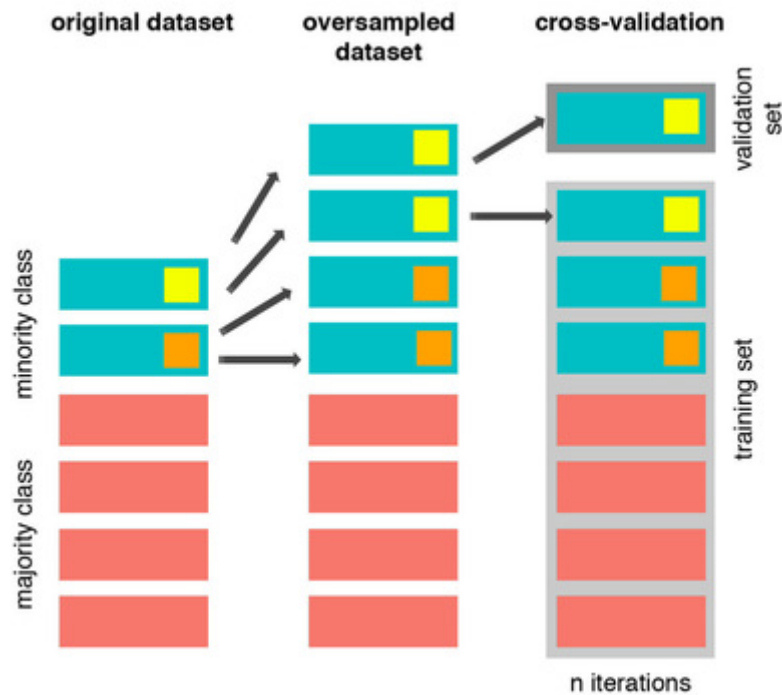 original dataset
oversampled
dataset
cross-validation
validation
set
minority class
majority class
training set
n iterations